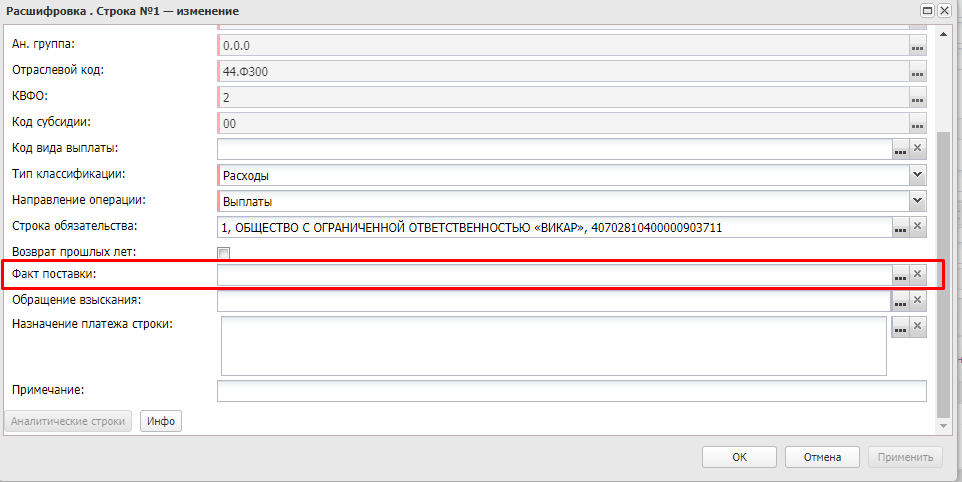 Расшифровка . Строка №1 — изменение
Ан. группа: 0.0.0 ...
Отраслевой код: 44.Ф300 ...
КВФО: 2 ...
Код субсидии: 00 ...
Код вида выплаты: ... ×
Тип классификации: Расходы
Направление операции: Выплаты
Строка обязательства: 1, ОБЩЕСТВО С ОГРАНИЧЕННОЙ ОТВЕТСТВЕННОСТЬЮ «ВИКАР», 40702810400000903711 ... ×
Возврат прошлых лет:
Факт поставки: ... ×
Обращение взыскания: ... ×
Назначение платежа строки: ... ×
Примечание:
Аналитические строки Инфо
ОК Отмена Применить